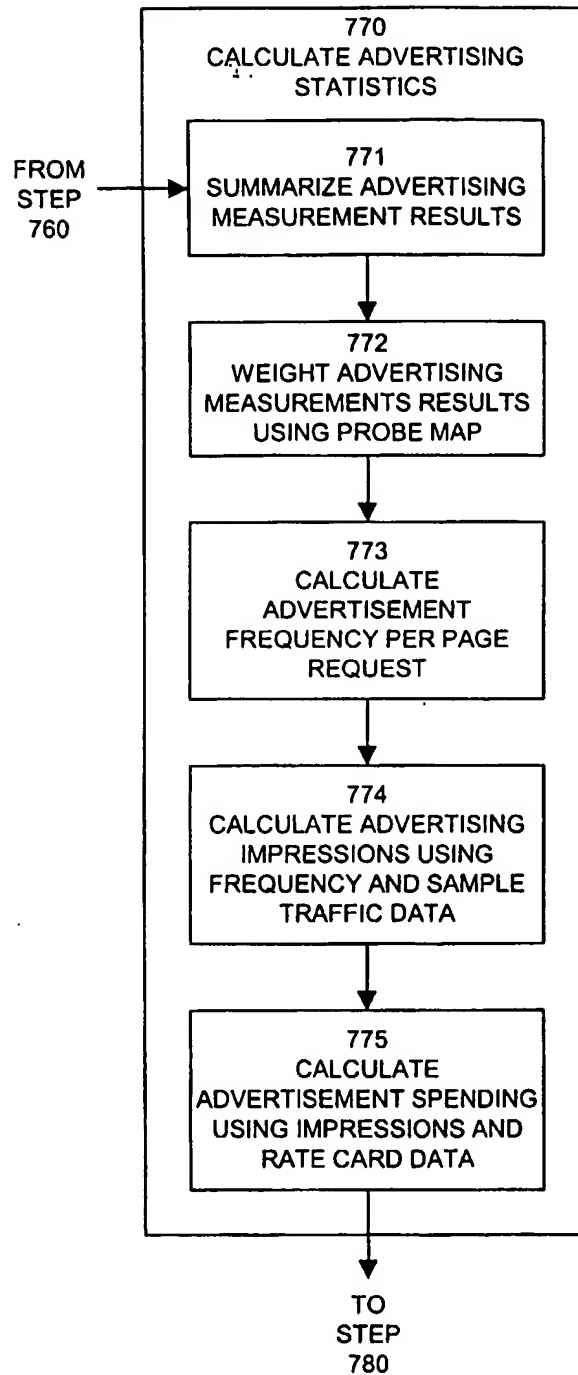 770
CALCULATE ADVERTISING
STATISTICS
FROM
STEP
760
771
SUMMARIZE ADVERTISING
MEASUREMENT RESULTS
772
WEIGHT ADVERTISING
MEASUREMENTS RESULTS
USING PROBE MAP
773
CALCULATE
ADVERTISEMENT
FREQUENCY PER PAGE
REQUEST
774
CALCULATE ADVERTISING
IMPRESSIONS USING
FREQUENCY AND SAMPLE
TRAFFIC DATA
775
CALCULATE
ADVERTISEMENT SPENDING
USING IMPRESSIONS AND
RATE CARD DATA
TO
STEP
780